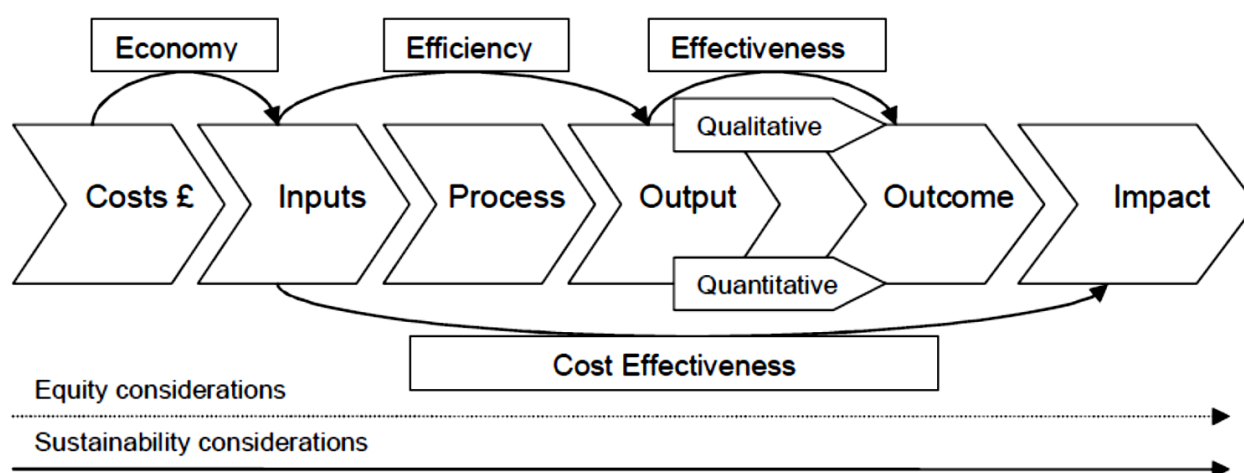 Economy
Efficiency
Effectiveness
Qualitative
Costs £
Inputs
Process
Output
Outcome
Impact
Quantitative
Cost Effectiveness
Equity considerations
Sustainability considerations